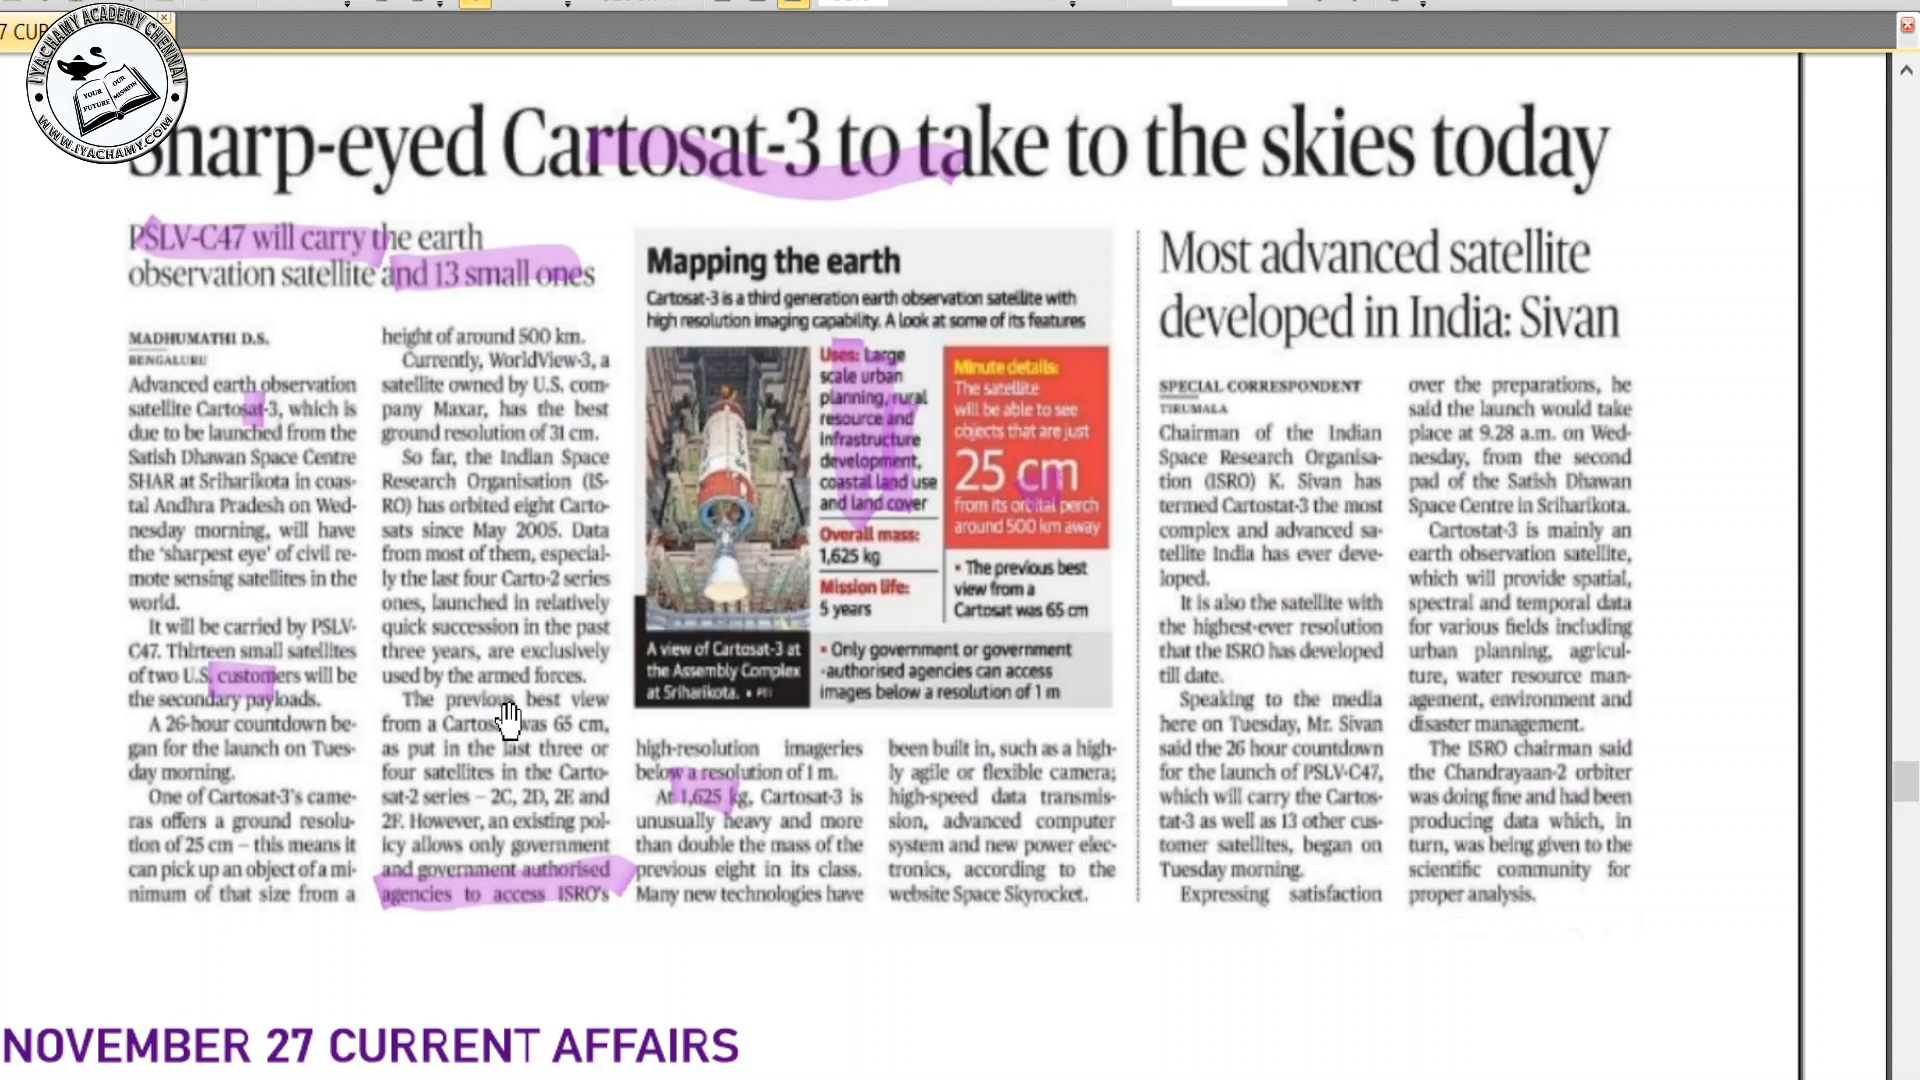 7 CUR
IYACHAMY ACADEMY CHENNAI
YOUR FUTURE
OUR MISSION
WWW.IYACHAMY.COM
Sharp-eyed Cartosat-3 to take to the skies today
PSLV-C47 will carry the earth
observation satellite and 13 small ones
MADHUMATHI D.S.
BENGALURU
Advanced earth observation
satellite Cartosat-3, which is
due to be launched from the
Satish Dhawan Space Centre
SHAR at Sriharikota in coas-
tal Andhra Pradesh on Wed-
nesday morning, will have
the ‘sharpest eye’ of civil re-
mote sensing satellites in the
world.
It will be carried by PSLV-
C47. Thirteen small satellites
of two U.S. customers will be
the secondary payloads.
A 26-hour countdown be-
gan for the launch on Tues-
day morning.
One of Cartosat-3’s came-
ras offers a ground resolu-
tion of 25 cm – this means it
can pick up an object of a mi-
nimum of that size from a
height of around 500 km.
Currently, WorldView-3, a
satellite owned by U.S. com-
pany Maxar, has the best
ground resolution of 31 cm.
So far, the Indian Space
Research Organisation (IS-
RO) has orbited eight Carto-
sats since May 2005. Data
from most of them, especial-
ly the last four Carto-2 series
ones, launched in relatively
quick succession in the past
three years, are exclusively
used by the armed forces.
The previous best view
from a Cartosat was 65 cm,
as put in the last three or
four satellites in the Carto-
sat-2 series – 2C, 2D, 2E and
2F. However, an existing pol-
icy allows only government
and government authorised
agencies to access ISRO’s
Mapping the earth
Cartosat-3 is a third generation earth observation satellite with
high resolution imaging capability. A look at some of its features
Uses: Large
scale urban
planning, rural
resource and
infrastructure
development,
coastal land use
and land cover
Overall mass:
1,625 kg
Mission life:
5 years
Minute details:
The satellite
will be able to see
objects that are just
25 cm
from its orbital perch
around 500 km away
• The previous best
view from a
Cartosat was 65 cm
A view of Cartosat-3 at
the Assembly Complex
at Sriharikota. • PTI
• Only government or government
-authorised agencies can access
images below a resolution of 1 m
high-resolution imageries
below a resolution of 1 m.
At 1,625 kg, Cartosat-3 is
unusually heavy and more
than double the mass of the
previous eight in its class.
Many new technologies have
been built in, such as a high-
ly agile or flexible camera;
high-speed data transmis-
sion, advanced computer
system and new power elec-
tronics, according to the
website Space Skyrocket.
Most advanced satellite
developed in India: Sivan
SPECIAL CORRESPONDENT
TIRUMALA
Chairman of the Indian
Space Research Organisa-
tion (ISRO) K. Sivan has
termed Cartostat-3 the most
complex and advanced sa-
tellite India has ever deve-
loped.
It is also the satellite with
the highest-ever resolution
that the ISRO has developed
till date.
Speaking to the media
here on Tuesday, Mr. Sivan
said the 26 hour countdown
for the launch of PSLV-C47,
which will carry the Cartos-
tat-3 as well as 13 other cus-
tomer satellites, began on
Tuesday morning.
Expressing satisfaction
over the preparations, he
said the launch would take
place at 9.28 a.m. on Wed-
nesday, from the second
pad of the Satish Dhawan
Space Centre in Sriharikota.
Cartostat-3 is mainly an
earth observation satellite,
which will provide spatial,
spectral and temporal data
for various fields including
urban planning, agricul-
ture, water resource man-
agement, environment and
disaster management.
The ISRO chairman said
the Chandrayaan-2 orbiter
was doing fine and had been
producing data which, in
turn, was being given to the
scientific community for
proper analysis.
NOVEMBER 27 CURRENT AFFAIRS